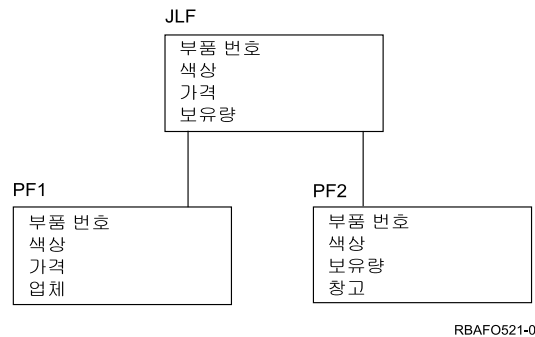 JLF
부품 번호
색상
가격
보유량
PF1
부품 번호
색상
가격
업체
PF2
부품 번호
색상
보유량
창고
RBAFO521-0